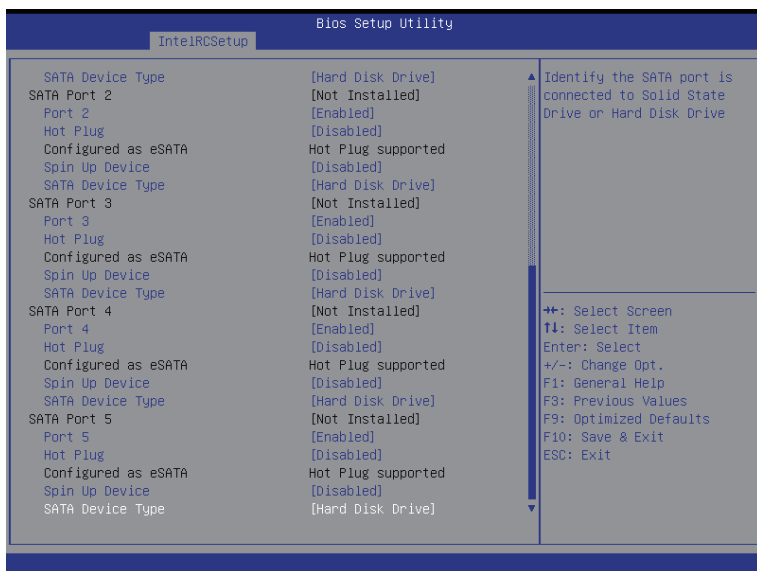 Bios Setup Utility
IntelRCSetup
SATA Device Type [Hard Disk Drive]
SATA Port 2 [Not Installed]
Port 2 [Enabled]
Hot Plug [Disabled]
Configured as eSATA Hot Plug supported
Spin Up Device [Disabled]
SATA Device Type [Hard Disk Drive]
SATA Port 3 [Not Installed]
Port 3 [Enabled]
Hot Plug [Disabled]
Configured as eSATA Hot Plug supported
Spin Up Device [Disabled]
SATA Device Type [Hard Disk Drive]
SATA Port 4 [Not Installed]
Port 4 [Enabled]
Hot Plug [Disabled]
Configured as eSATA Hot Plug supported
Spin Up Device [Disabled]
SATA Device Type [Hard Disk Drive]
SATA Port 5 [Not Installed]
Port 5 [Enabled]
Hot Plug [Disabled]
Configured as eSATA Hot Plug supported
Spin Up Device [Disabled]
SATA Device Type [Hard Disk Drive]
Identify the SATA port is
connected to Solid State
Drive or Hard Disk Drive
→←: Select Screen
↑↓: Select Item
Enter: Select
+/-: Change Opt.
F1: General Help
F3: Previous Values
F9: Optimized Defaults
F10: Save & Exit
ESC: Exit